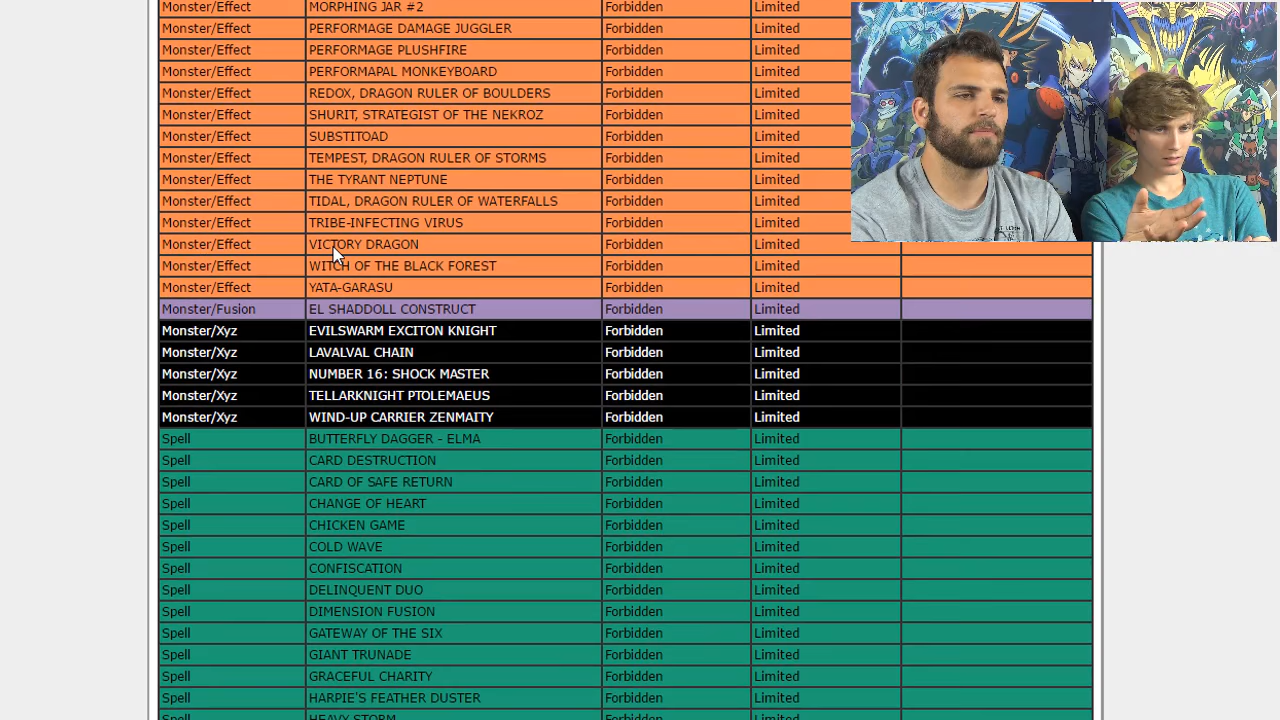 Monster/Effect MORPHING JAR #2 Forbidden Limited
Monster/Effect PERFORMAGE DAMAGE JUGGLER Forbidden Limited
Monster/Effect PERFORMAGE PLUSHFIRE Forbidden Limited
Monster/Effect PERFORMAPAL MONKEYBOARD Forbidden Limited
Monster/Effect REDOX, DRAGON RULER OF BOULDERS Forbidden Limited
Monster/Effect SHURIT, STRATEGIST OF THE NEKROZ Forbidden Limited
Monster/Effect SUBSTITOAD Forbidden Limited
Monster/Effect TEMPEST, DRAGON RULER OF STORMS Forbidden Limited
Monster/Effect THE TYRANT NEPTUNE Forbidden Limited
Monster/Effect TIDAL, DRAGON RULER OF WATERFALLS Forbidden Limited
Monster/Effect TRIBE-INFECTING VIRUS Forbidden Limited
Monster/Effect VICTORY DRAGON Forbidden Limited
Monster/Effect WITCH OF THE BLACK FOREST Forbidden Limited
Monster/Effect YATA-GARASU Forbidden Limited
Monster/Fusion EL SHADDOLL CONSTRUCT Forbidden Limited
Monster/Xyz EVILSWARM EXCITON KNIGHT Forbidden Limited
Monster/Xyz LAVALVAL CHAIN Forbidden Limited
Monster/Xyz NUMBER 16: SHOCK MASTER Forbidden Limited
Monster/Xyz TELLARKNIGHT PTOLEMAEUS Forbidden Limited
Monster/Xyz WIND-UP CARRIER ZENMAITY Forbidden Limited
Spell BUTTERFLY DAGGER - ELMA Forbidden Limited
Spell CARD DESTRUCTION Forbidden Limited
Spell CARD OF SAFE RETURN Forbidden Limited
Spell CHANGE OF HEART Forbidden Limited
Spell CHICKEN GAME Forbidden Limited
Spell COLD WAVE Forbidden Limited
Spell CONFISCATION Forbidden Limited
Spell DELINQUENT DUO Forbidden Limited
Spell DIMENSION FUSION Forbidden Limited
Spell GATEWAY OF THE SIX Forbidden Limited
Spell GIANT TRUNADE Forbidden Limited
Spell GRACEFUL CHARITY Forbidden Limited
Spell HARPIE'S FEATHER DUSTER Forbidden Limited
Spell HEAVY STORM Forbidden Limited